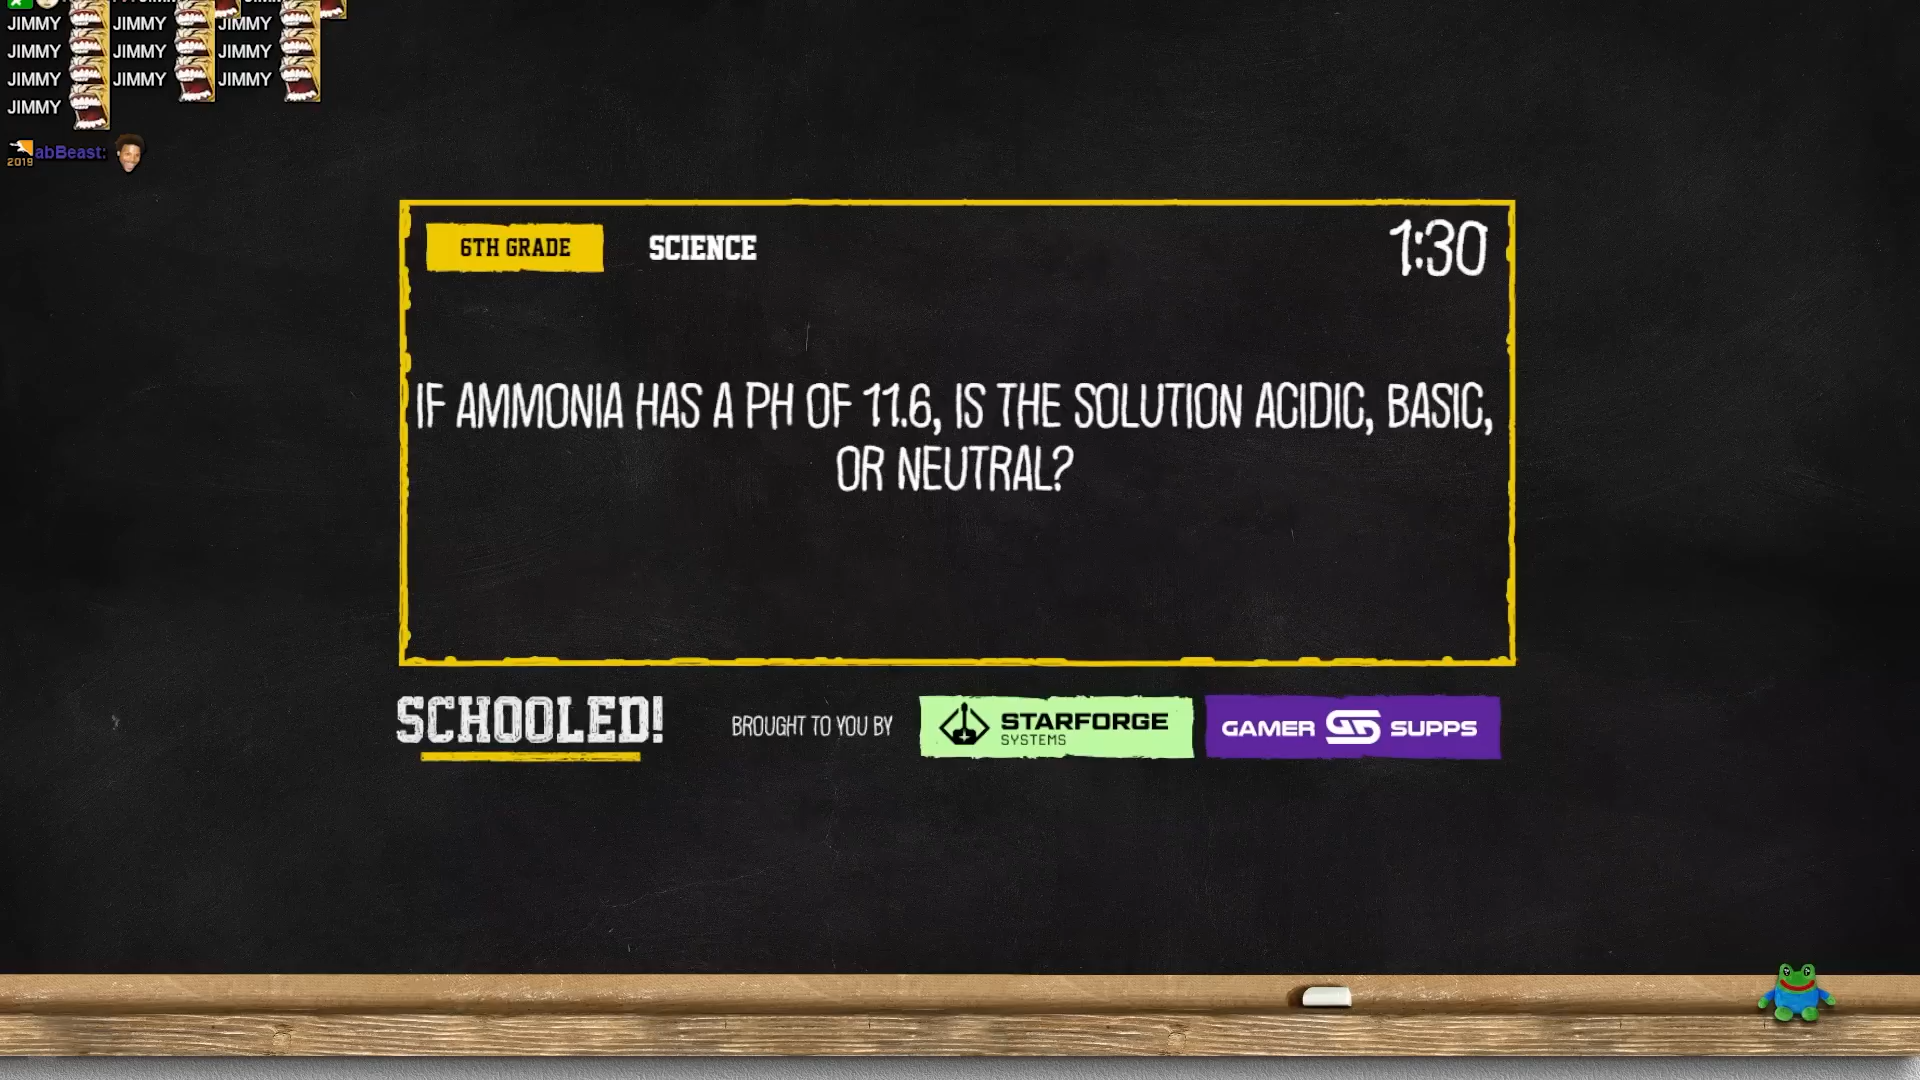 JIMMY JIMMY JIMMY
JIMMY JIMMY JIMMY
JIMMY JIMMY JIMMY
JIMMY
2019 abBeast:
6TH GRADE SCIENCE 1:30
IF AMMONIA HAS A PH OF 11.6, IS THE SOLUTION ACIDIC, BASIC,
OR NEUTRAL?
SCHOOLED! BROUGHT TO YOU BY STARFORGE SYSTEMS GAMER SUPPS